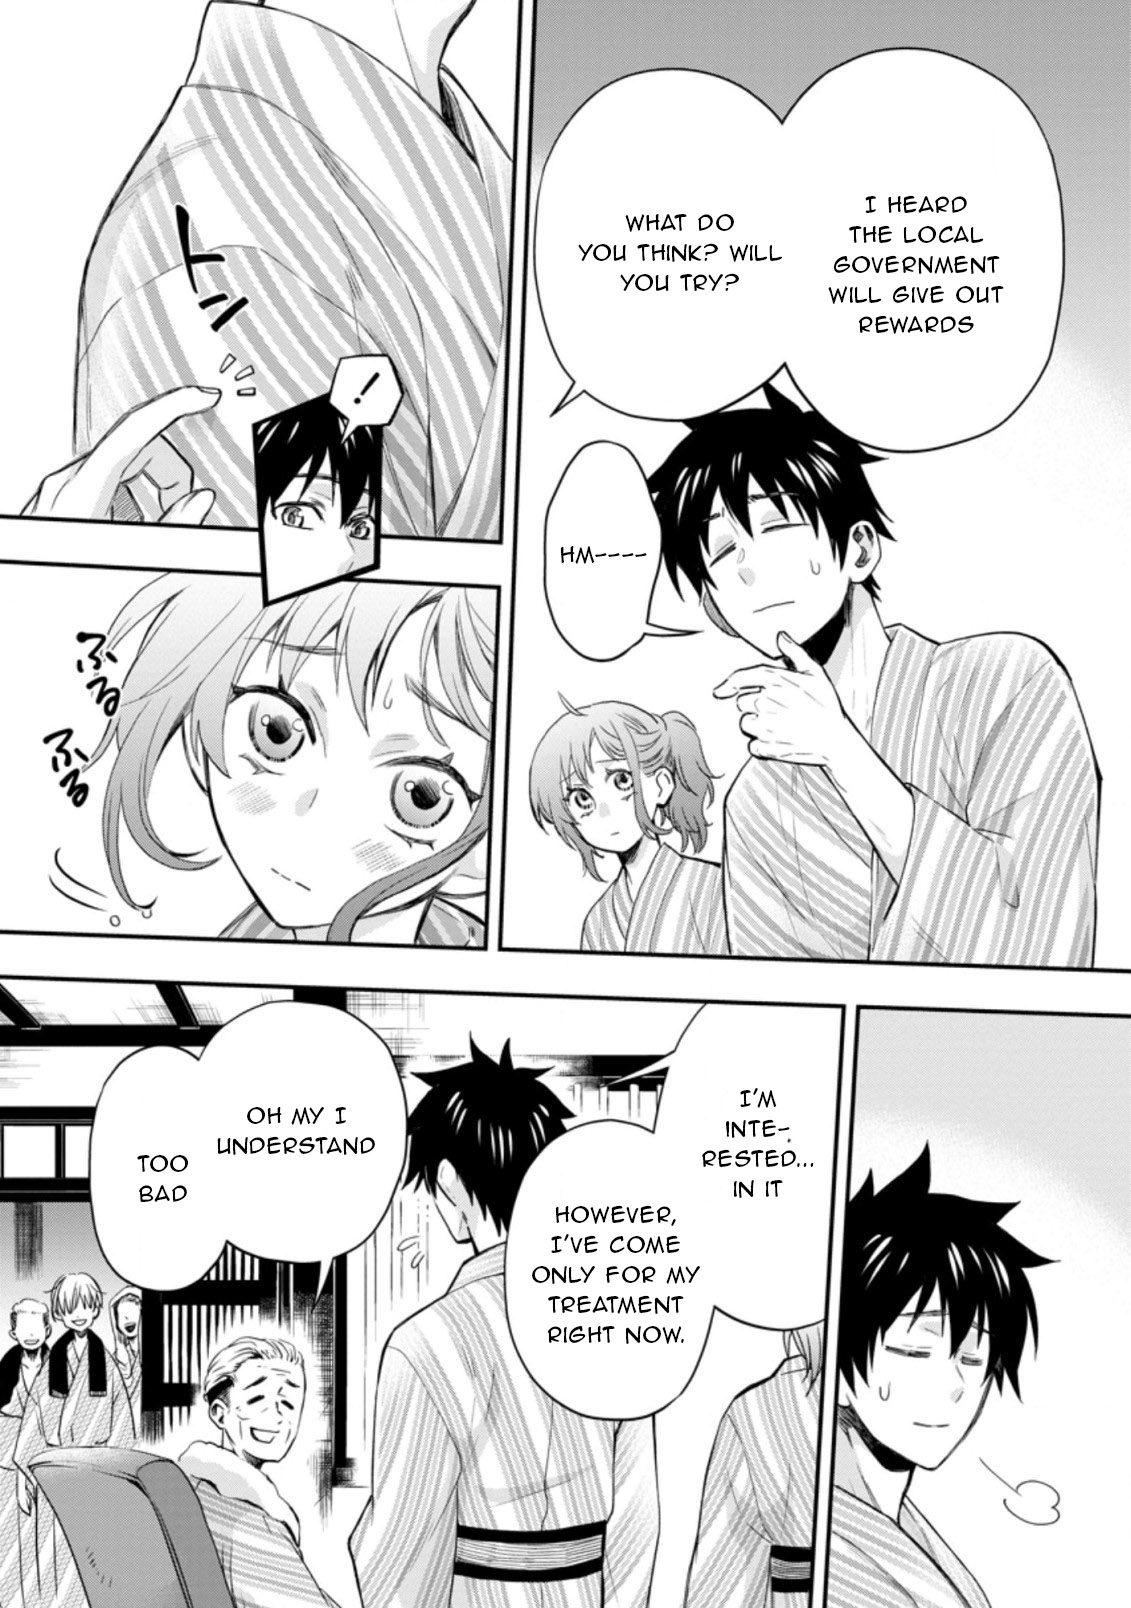 I HEARD
THE LOCAL
GOVERNMENT
WILL GIVE OUT
REWARDS
WHAT DO
YOU THINK? WILL
YOU TRY?
HM----
トン
!
ふる
ふる
I'M
INTE-
RESTED...
IN IT
HOWEVER,
I'VE COME
ONLY FOR MY
TREATMENT
RIGHT NOW.
OH MY I
UNDERSTAND
TOO
BAD